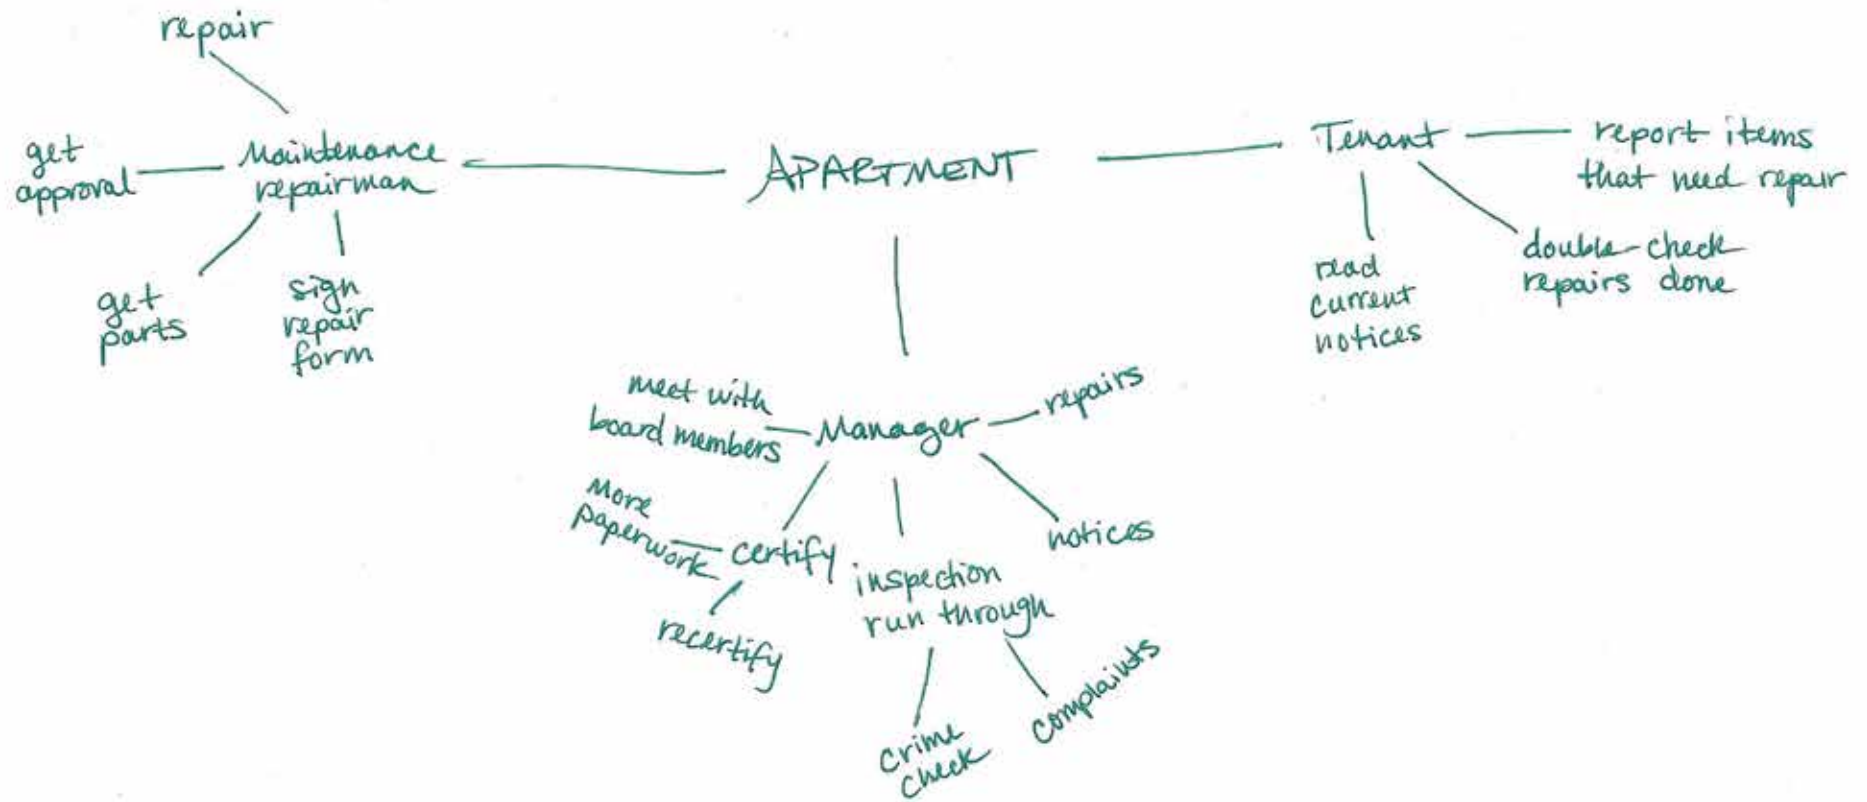 repair
get
approval
Maintenance
repairman
get
parts
sign
repair
form
APARTMENT
Tenant
report items
that need repair
double-check
repairs done
read
current
notices
Manager
meet with
board members
repairs
notices
certify
More
paperwork
recertify
inspection
run through
crime
check
complaints